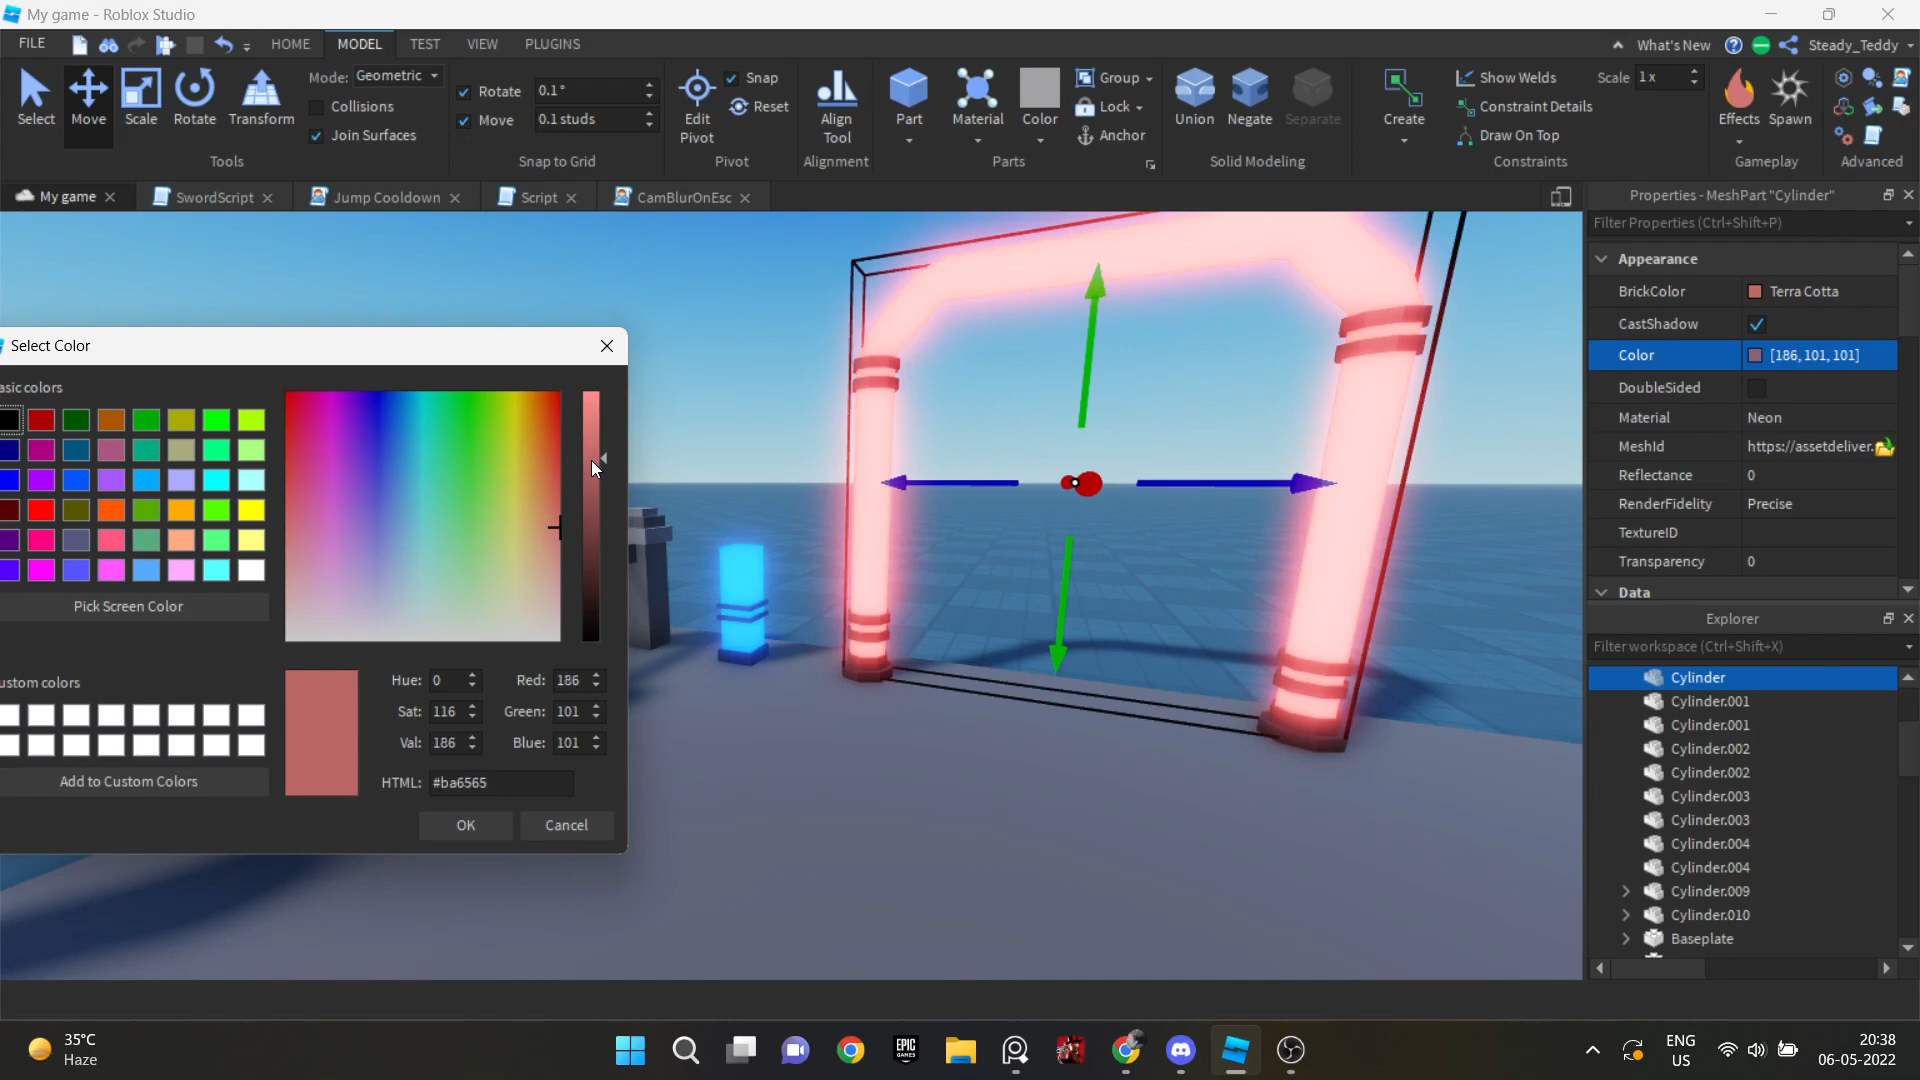 My game - Roblox Studio
FILE
HOME
MODEL
TEST
VIEW
PLUGINS
What's New
Steady_Teddy
Select
Move
Scale
Rotate
Transform
Mode: Geometric
Collisions
Join Surfaces
Tools
Rotate 0.1 °
Move 0.1 studs
Snap to Grid
Edit Pivot
Snap
Reset
Pivot
Align Tool
Alignment
Part
Material
Color
Group
Lock
Anchor
Parts
Union
Negate
Separate
Solid Modeling
Create
Show Welds
Constraint Details
Draw On Top
Scale 1 x
Constraints
Effects
Spawn
Gameplay
Advanced
My game
SwordScript
Jump Cooldown
Script
CamBlurOnEsc
Properties - MeshPart "Cylinder"
Filter Properties (Ctrl+Shift+P)
Appearance
BrickColor Terra Cotta
CastShadow
Color [186, 101, 101]
DoubleSided
Material Neon
MeshId https://assetdeliver.
Reflectance 0
RenderFidelity Precise
TextureID
Transparency 0
Data
Explorer
Filter workspace (Ctrl+Shift+X)
Cylinder
Cylinder.001
Cylinder.001
Cylinder.002
Cylinder.002
Cylinder.003
Cylinder.003
Cylinder.004
Cylinder.004
Cylinder.009
Cylinder.010
Baseplate
Select Color
asic colors
Pick Screen Color
ustom colors
Add to Custom Colors
Hue: 0
Red: 186
Sat: 116
Green: 101
Val: 186
Blue: 101
HTML: #ba6565
OK
Cancel
35°C
Haze
EPIC
GAMES
ENG
US
20:38
06-05-2022